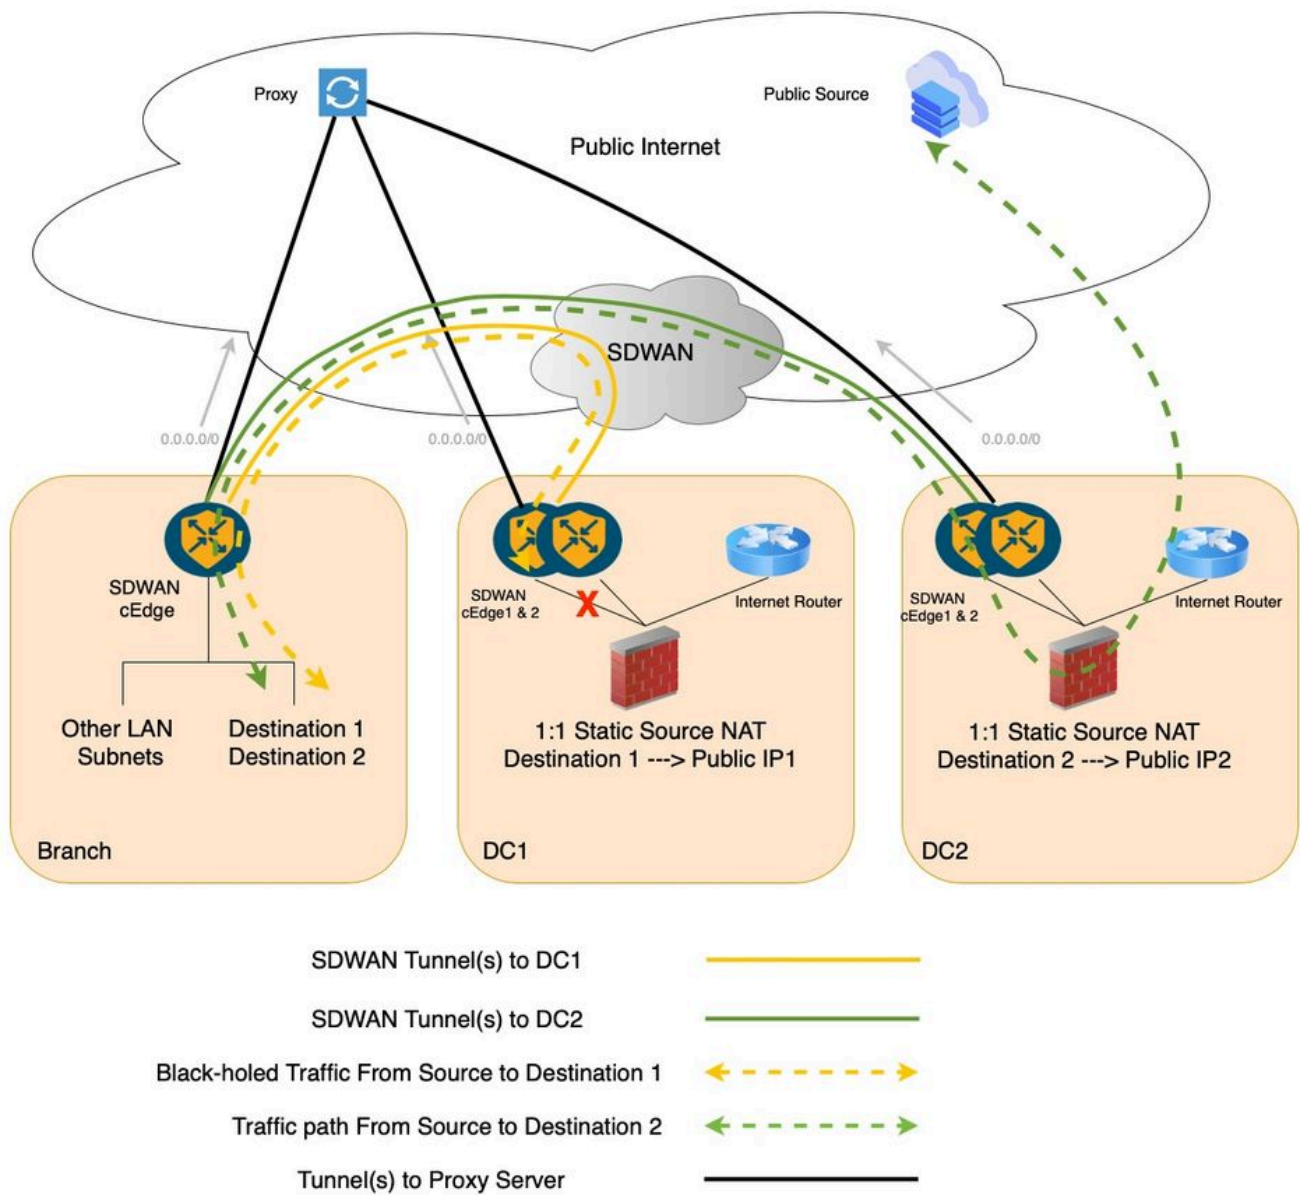 Proxy
Public Source
Public Internet
SDWAN
0.0.0.0/0
0.0.0.0/0
0.0.0.0/0
SDWAN
cEdge
Other LAN
Subnets
Destination 1
Destination 2
Branch
SDWAN
cEdge1 & 2
X
Internet Router
1:1 Static Source NAT
Destination 1 ---> Public IP1
DC1
SDWAN
cEdge1 & 2
Internet Router
1:1 Static Source NAT
Destination 2 ---> Public IP2
DC2
SDWAN Tunnel(s) to DC1
SDWAN Tunnel(s) to DC2
Black-holed Traffic From Source to Destination 1
Traffic path From Source to Destination 2
Tunnel(s) to Proxy Server